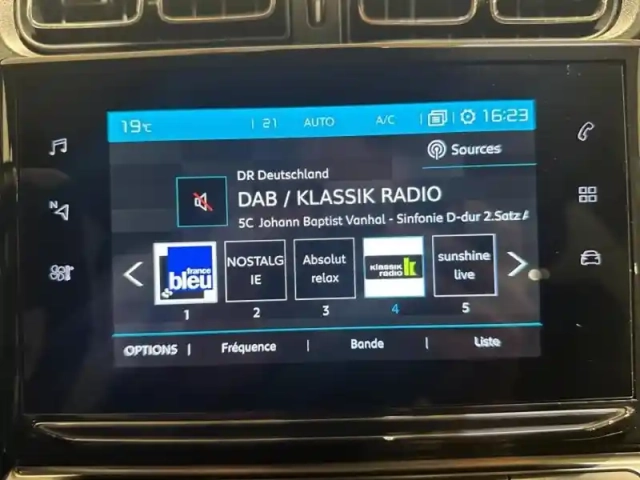 19°C | 21 AUTO A/C | | 16:23
Sources
DR Deutschland
DAB / KLASSIK RADIO
5C Johann Baptist Vanhal - Sinfonie D-dur 2.Satz A
france
bleu
NOSTALG
IE
Absolut
relax
KLASSIK
radio
sunshine
live
1 2 3 4 5
OPTIONS | Fréquence | Bande | Liste
N